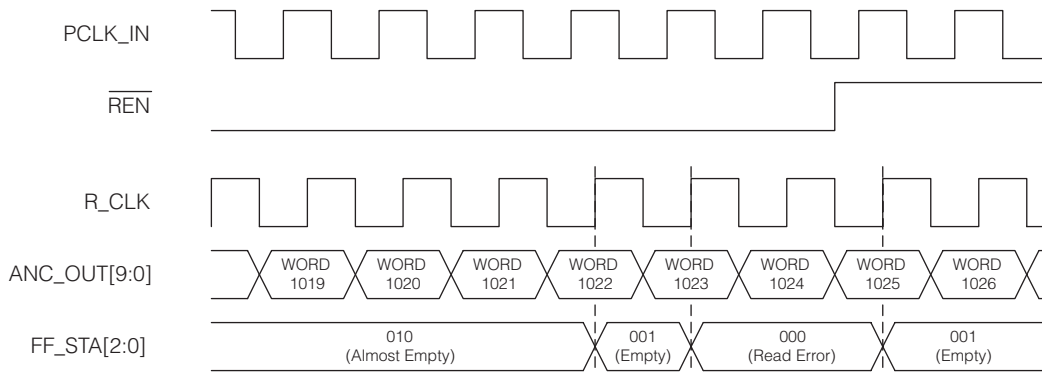 PCLK_IN
REN
R_CLK
ANC_OUT[9:0]
WORD
1019
WORD
1020
WORD
1021
WORD
1022
WORD
1023
WORD
1024
WORD
1025
WORD
1026
FF_STA[2:0]
010
(Almost Empty)
001
(Empty)
000
(Read Error)
001
(Empty)